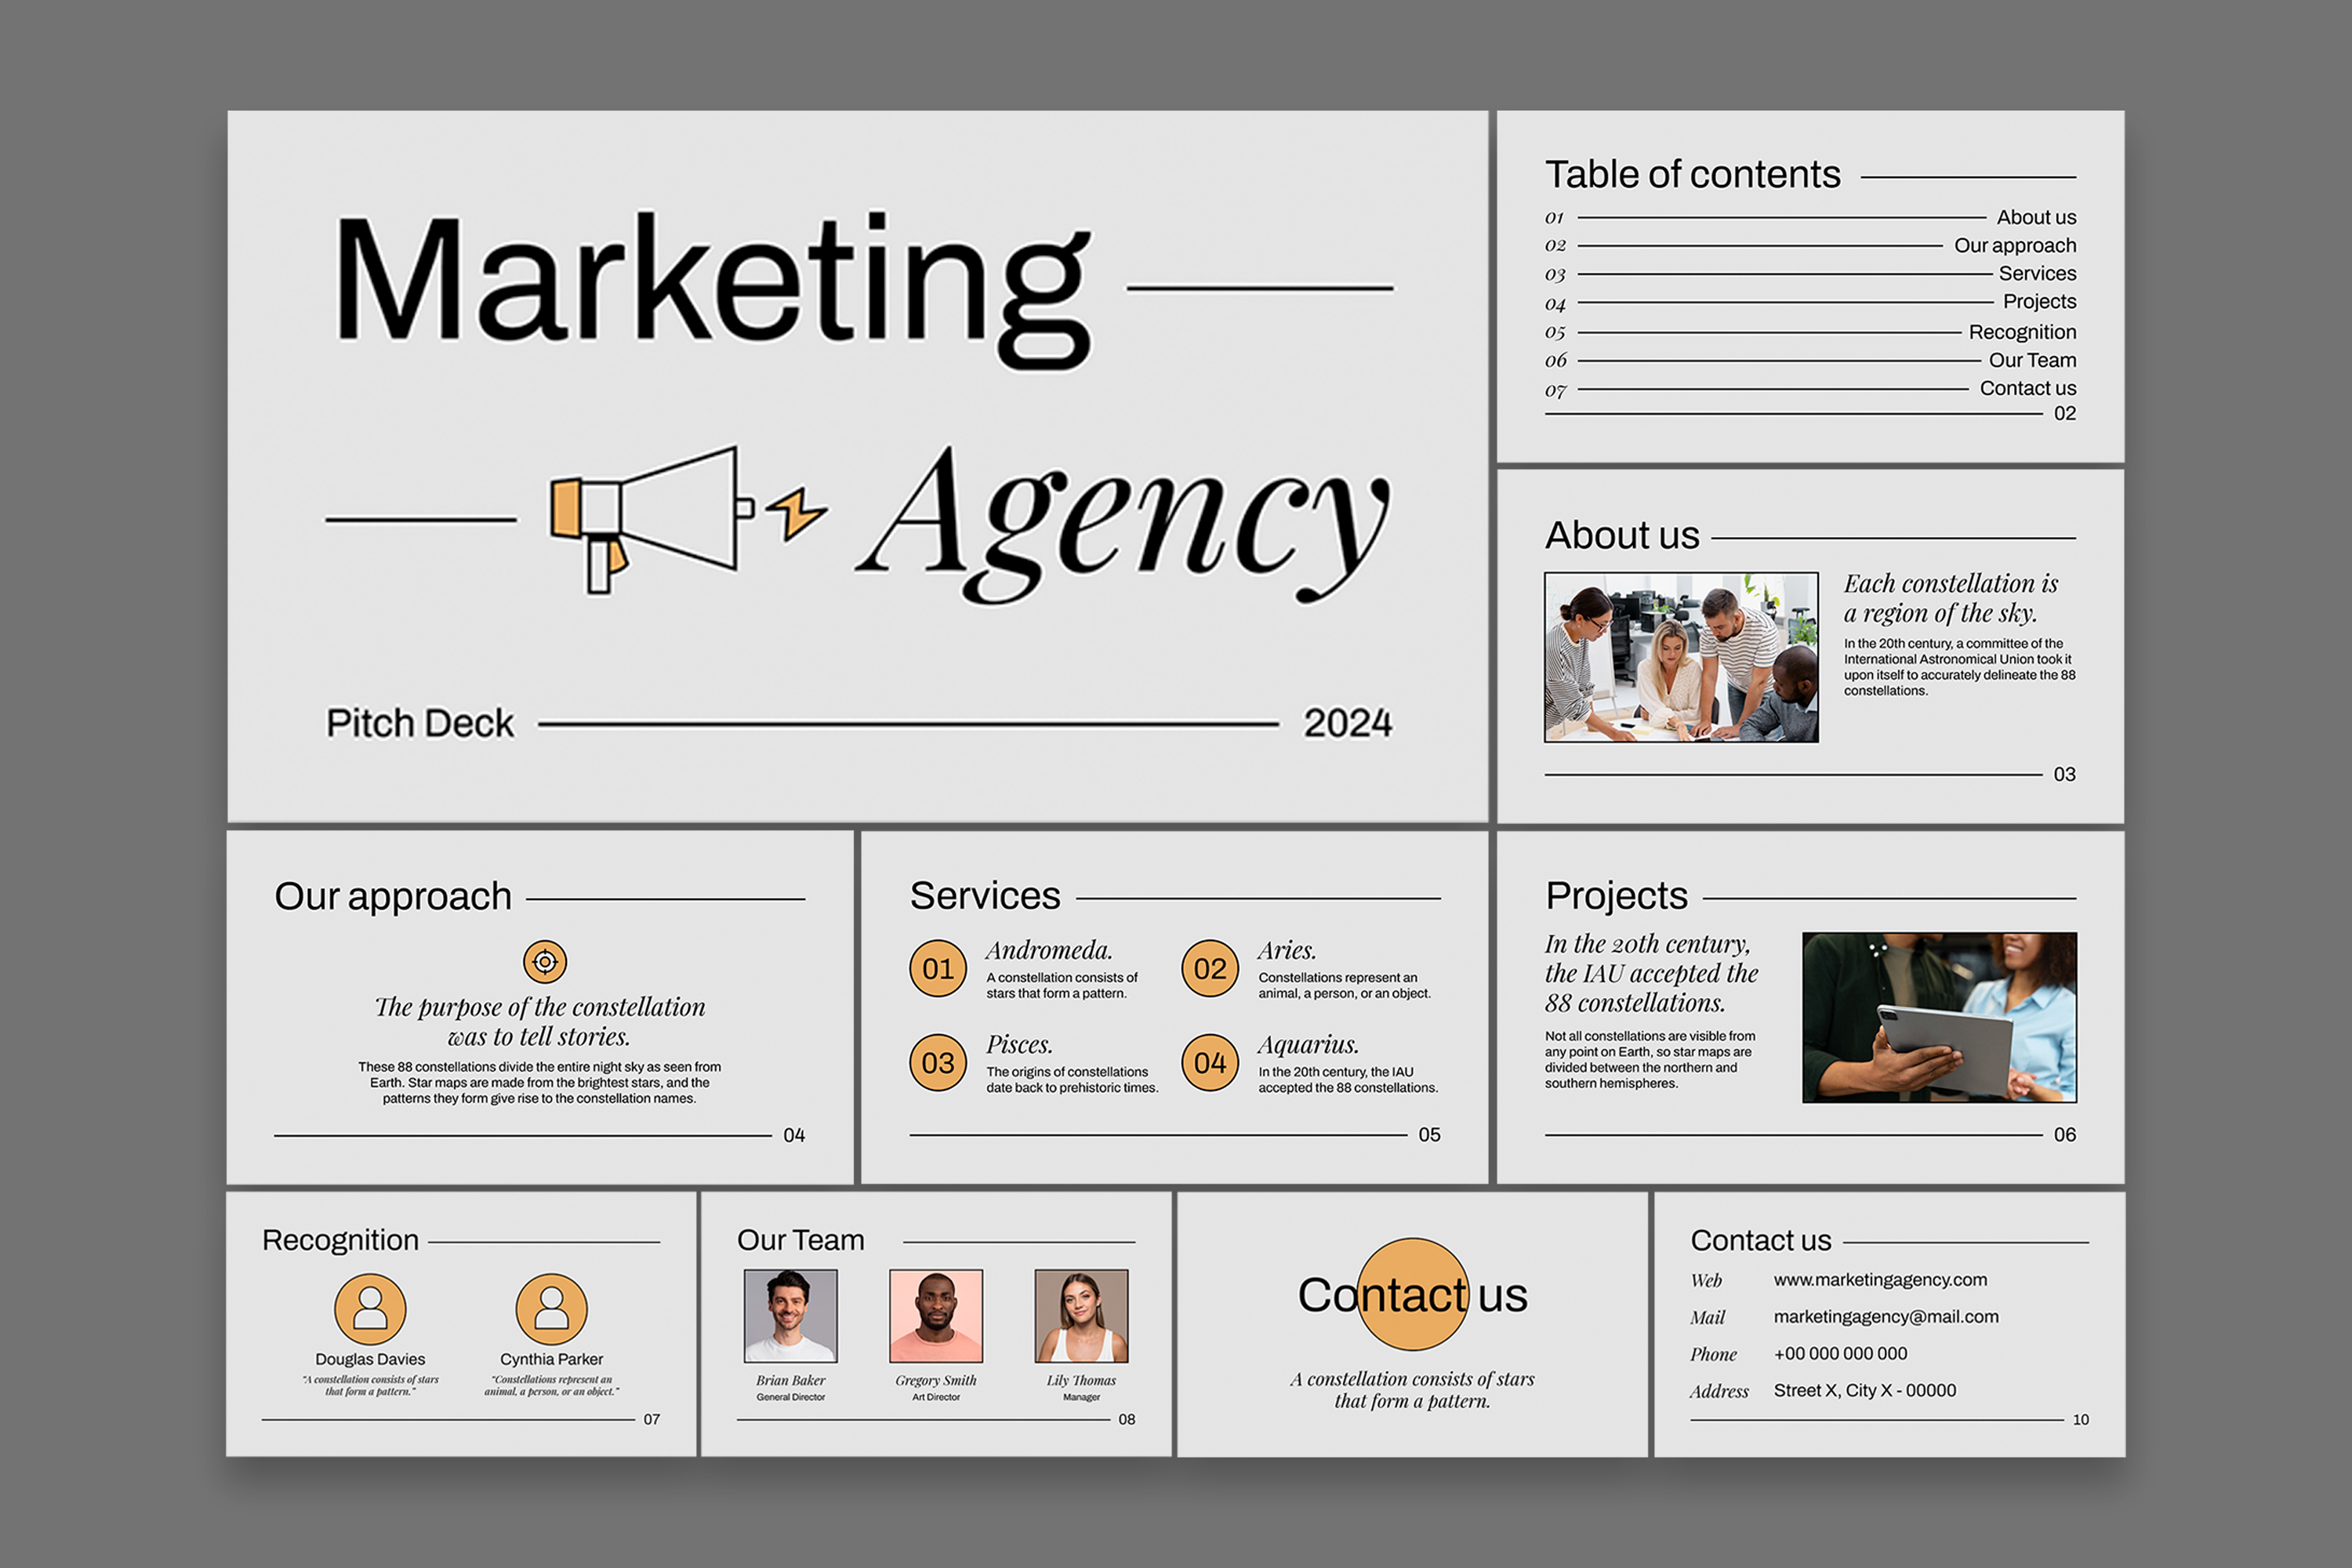 Marketing
Agency
Pitch Deck 2024
Table of contents
01 About us
02 Our approach
03 Services
04 Projects
05 Recognition
06 Our Team
07 Contact us
02
About us
Each constellation is
a region of the sky.
In the 20th century, a committee of the
International Astronomical Union took it
upon itself to accurately delineate the 88
constellations.
03
Our approach
The purpose of the constellation
was to tell stories.
These 88 constellations divide the entire night sky as seen from
Earth. Star maps are made from the brightest stars, and the
patterns they form give rise to the constellation names.
04
Services
01
Andromeda.
A constellation consists of
stars that form a pattern.
02
Aries.
Constellations represent an
animal, a person, or an object.
03
Pisces.
The origins of constellations
date back to prehistoric times.
04
Aquarius.
In the 20th century, the IAU
accepted the 88 constellations.
05
Projects
In the 20th century,
the IAU accepted the
88 constellations.
Not all constellations are visible from
any point on Earth, so star maps are
divided between the northern and
southern hemispheres.
06
Recognition
Douglas Davies
"A constellation consists of stars
that form a pattern."
Cynthia Parker
"Constellations represent an
animal, a person, or an object."
07
Our Team
Brian Baker
General Director
Gregory Smith
Art Director
Lily Thomas
Manager
08
Contact us
A constellation consists of stars
that form a pattern.
Contact us
Web www.marketingagency.com
Mail marketingagency@mail.com
Phone +00 000 000 000
Address Street X, City X - 00000
10